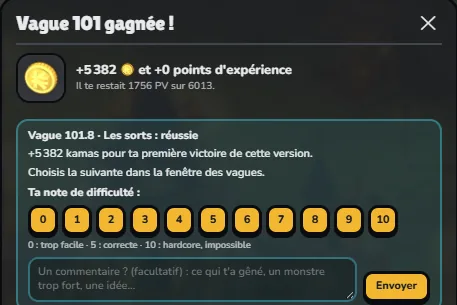 Vague 101 gagnée !
+5 382 et +0 points d'expérience
Il te restait 1756 PV sur 6013.
Vague 101.8 · Les sorts : réussie
+5 382 kamas pour ta première victoire de cette version.
Choisis la suivante dans la fenêtre des vagues.
Ta note de difficulté :
0 1 2 3 4 5 6 7 8 9 10
0 : trop facile · 5 : correcte · 10 : hardcore, impossible
Un commentaire ? (facultatif) : ce qui t'a gêné, un monstre
trop fort, une idée...
Envoyer